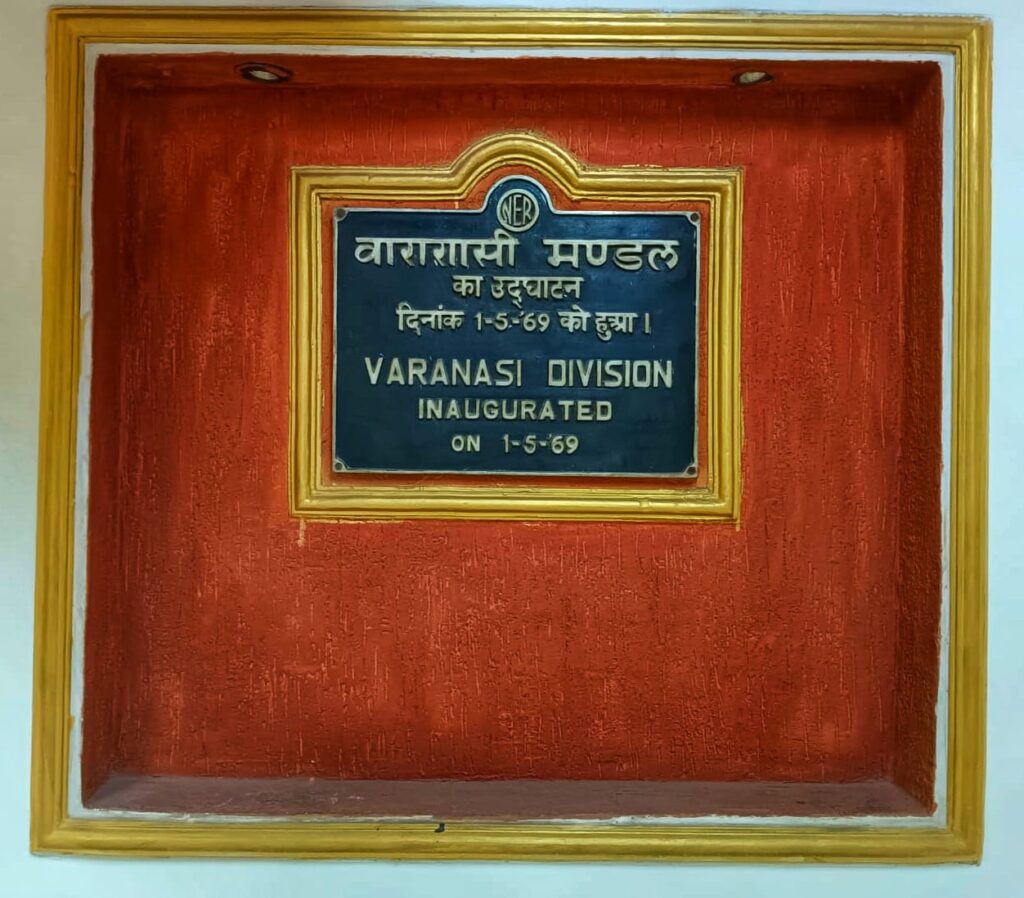 NER
वाराणसी मण्डल
का उद्घाटन
दिनांक 1-5-'69 को हुआ।
VARANASI DIVISION
INAUGURATED
ON 1-5-'69